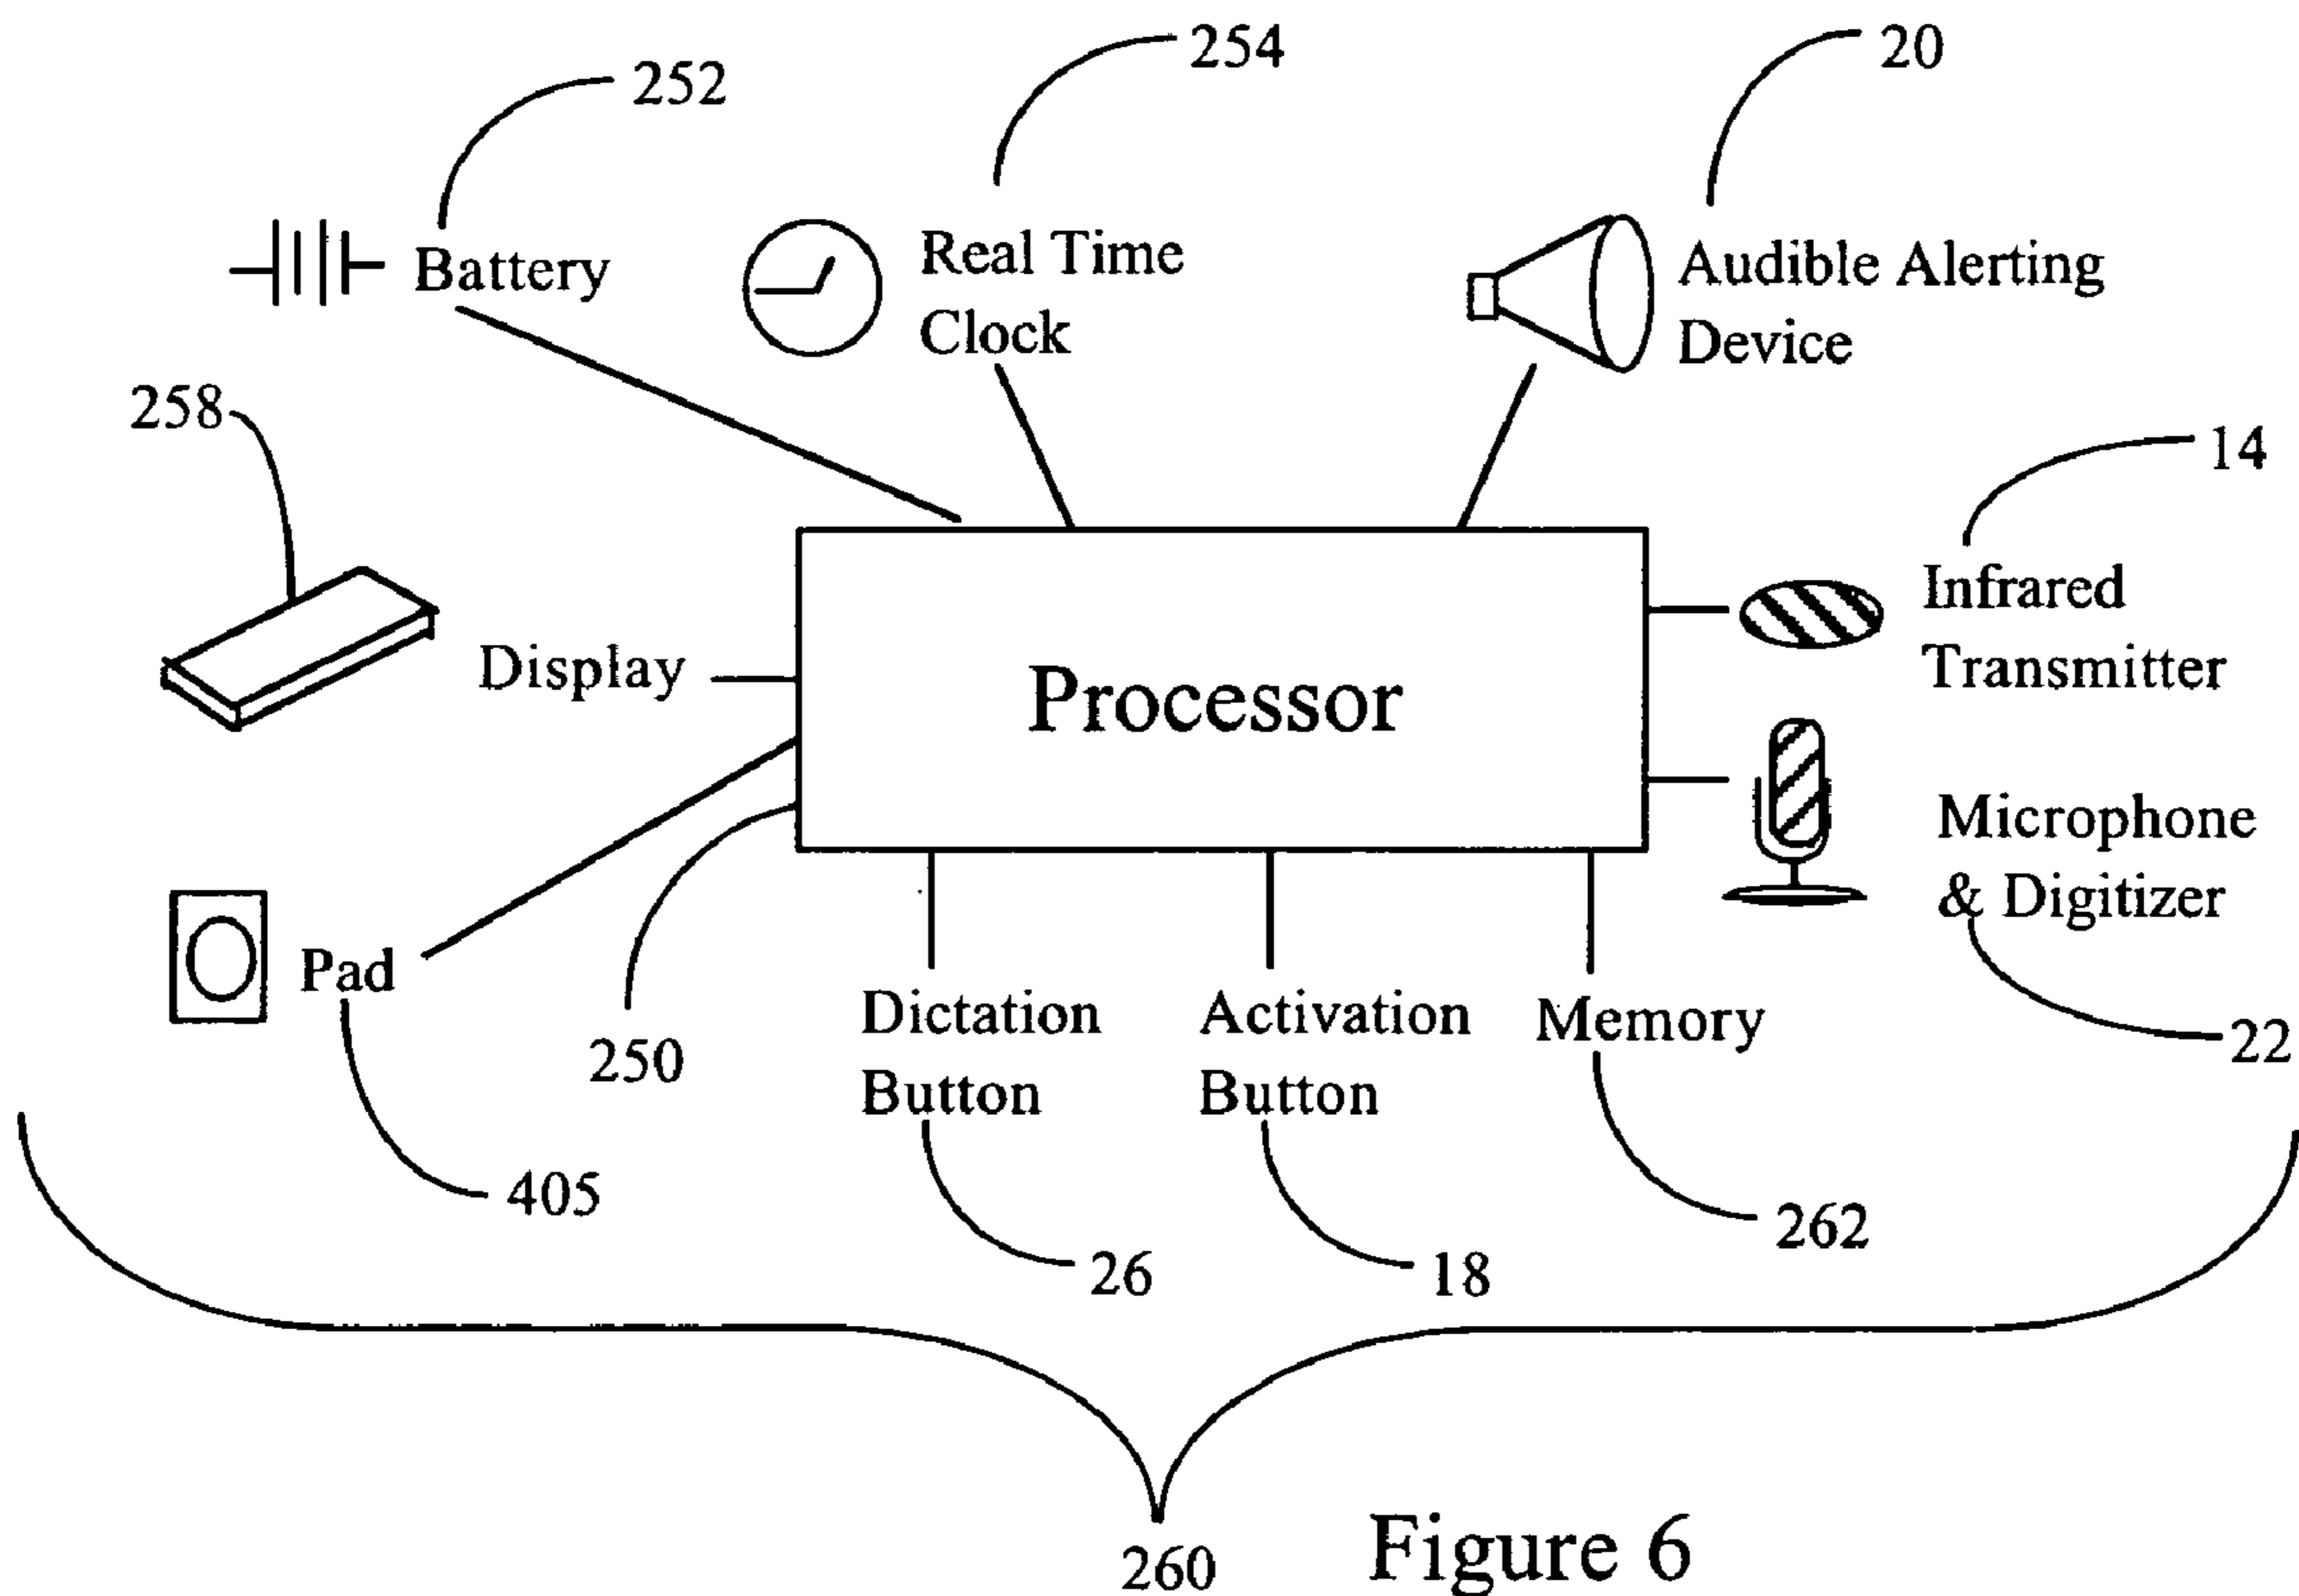 254
20
252
Battery
Real Time
Clock
Audible Alerting
Device
258
14
Infrared
Transmitter
Display
Processor
Microphone
& Digitizer
Pad
250
Dictation
Button
Activation
Button
Memory
22
405
26
18
262
260
Figure 6